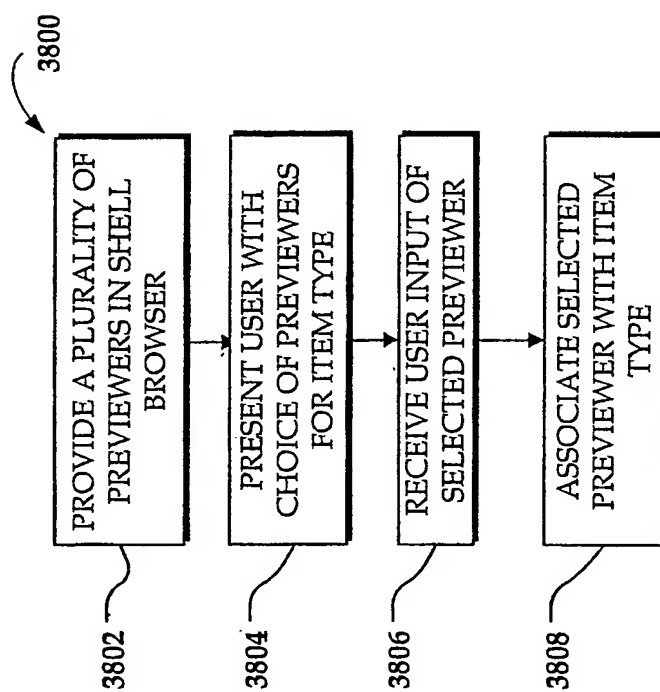 3800
PROVIDE A PLURALITY OF
PREVIEWERS IN SHELL
BROWSER
3802
PRESENT USER WITH
CHOICE OF PREVIEWERS
FOR ITEM TYPE
3804
RECEIVE USER INPUT OF
SELECTED PREVIEWER
3806
ASSOCIATE SELECTED
PREVIEWER WITH ITEM
TYPE
3808